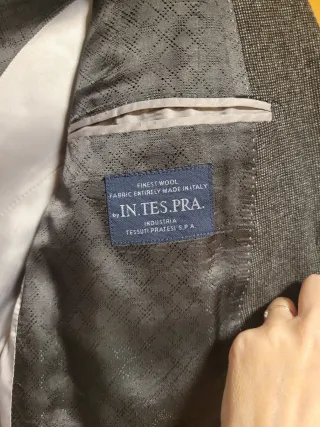 FINEST WOOL
FABRIC ENTIRELY MADE IN ITALY
by IN.TES.PRA.
INDUSTRIA
TESSUTI PRATESI S.P.A.